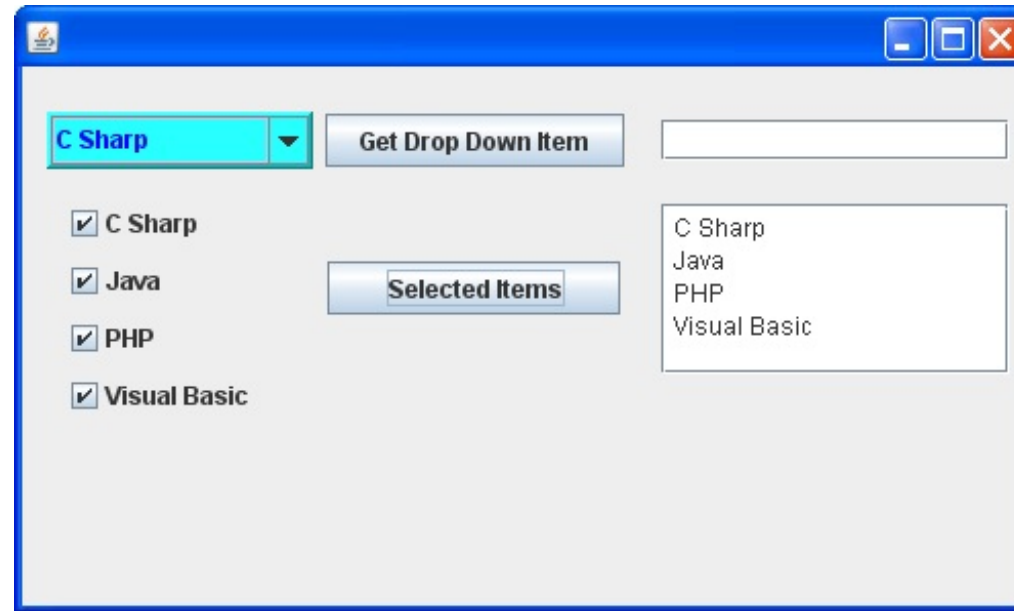 C Sharp
Get Drop Down Item
C Sharp
Java
PHP
Visual Basic
Selected Items
C Sharp
Java
PHP
Visual Basic